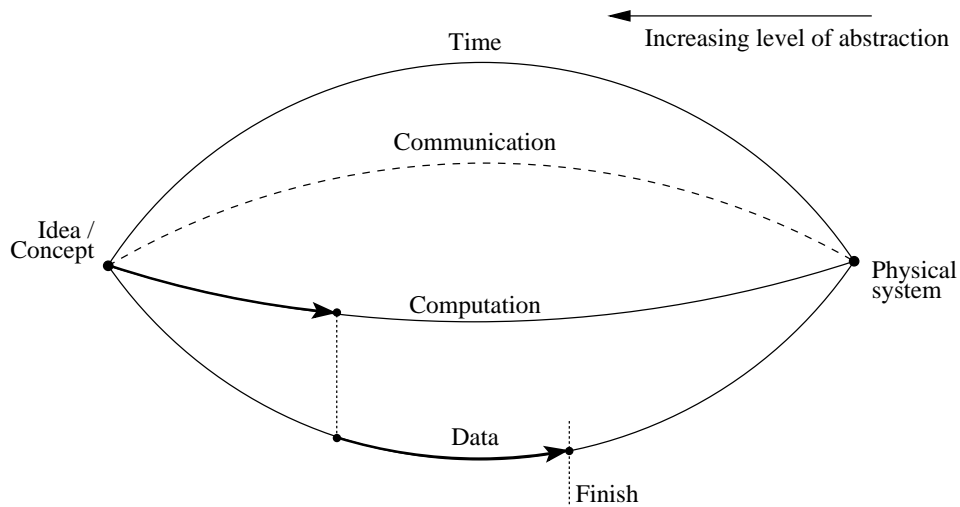 Increasing level of abstraction
Time
Communication
Idea /
Concept
Physical
system
Computation
Data
Finish